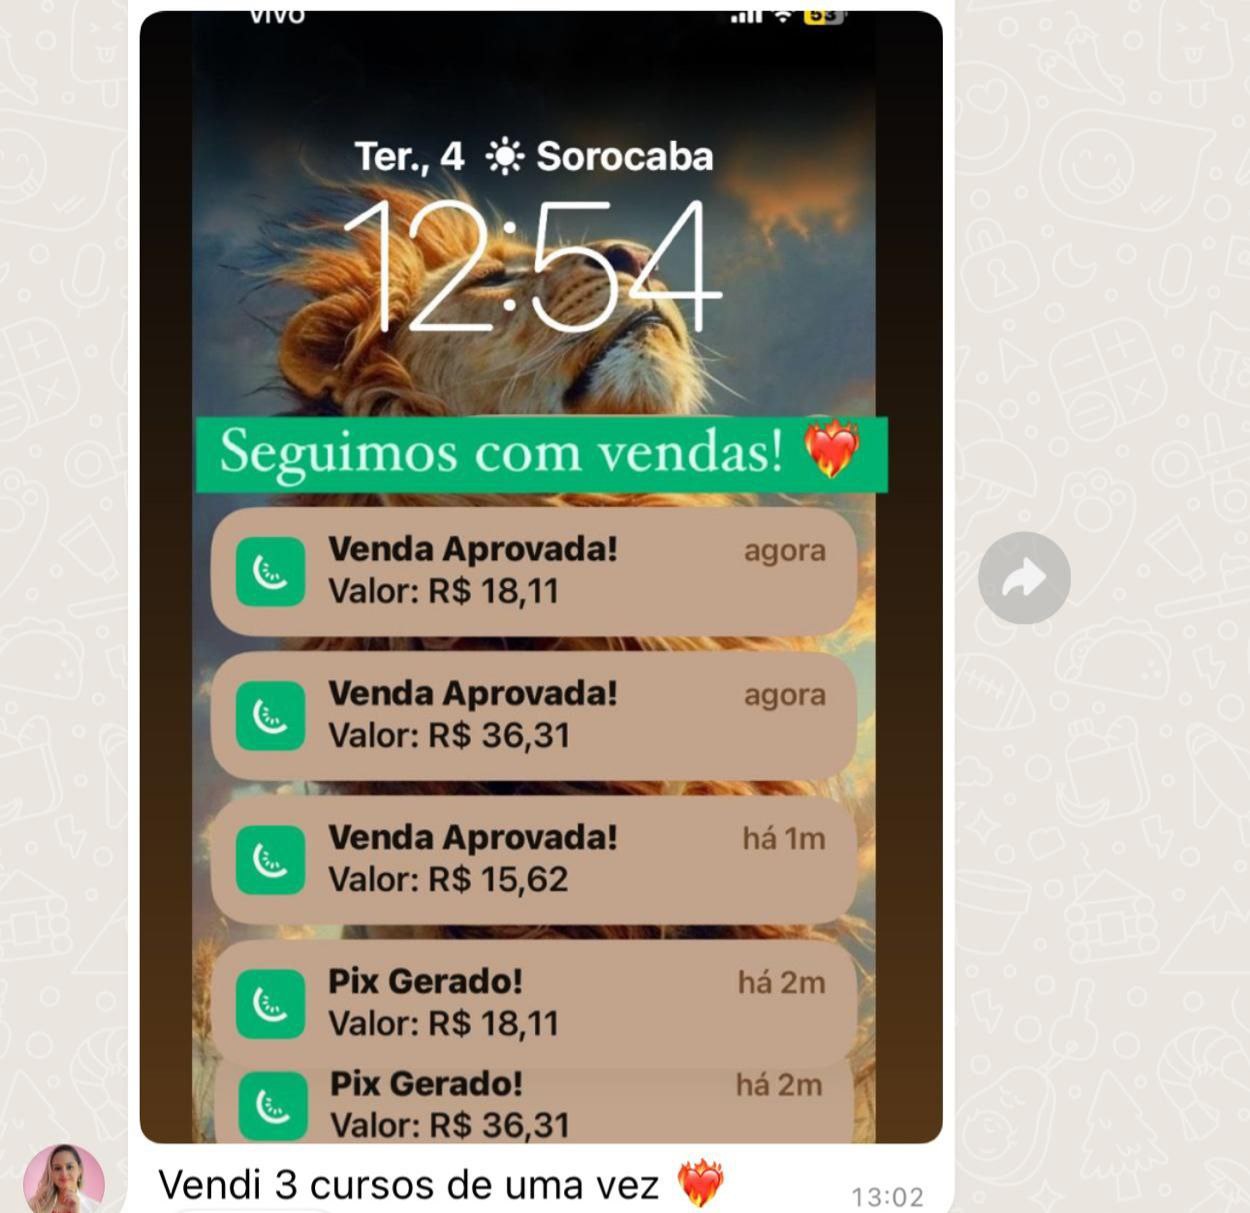 vivo
53
Ter., 4 Sorocaba
12:54
Seguimos com vendas! ❤️‍🔥
Venda Aprovada! agora
Valor: R$ 18,11
Venda Aprovada! agora
Valor: R$ 36,31
Venda Aprovada! há 1m
Valor: R$ 15,62
Pix Gerado! há 2m
Valor: R$ 18,11
Pix Gerado! há 2m
Valor: R$ 36,31
Vendi 3 cursos de uma vez ❤️‍🔥
13:02